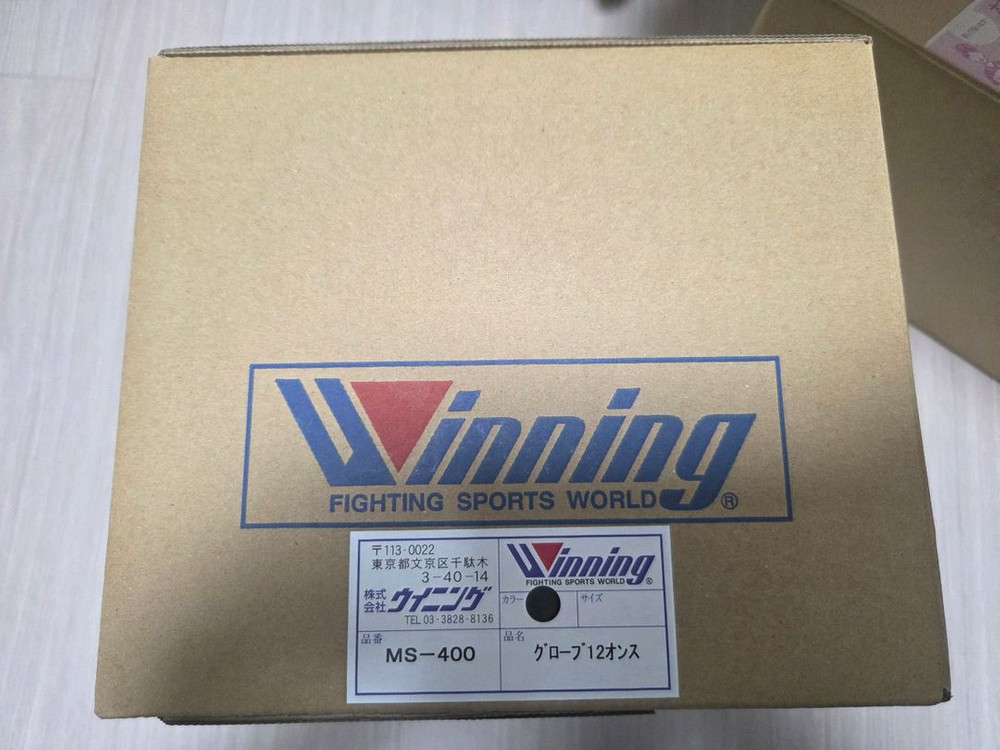 Winning
FIGHTING SPORTS WORLD®
〒113-0022
東京都文京区千駄木
3-40-14
株式会社 ウイニング
TEL 03-3828-8136
Winning
FIGHTING SPORTS WORLD®
カラー
サイズ
品番
MS-400
品名
グローブ12オンス